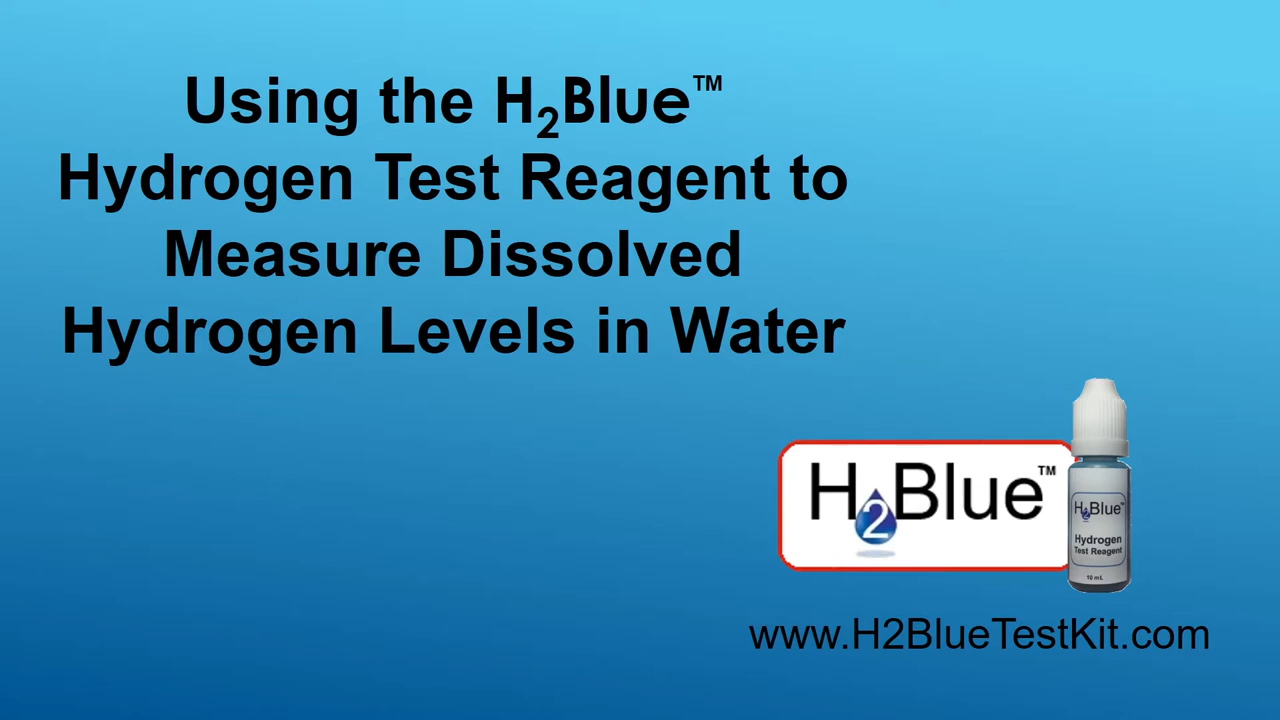 Using the H₂Blue™
Hydrogen Test Reagent to
Measure Dissolved
Hydrogen Levels in Water
H2Blue™
H2Blue™
Hydrogen
Test Reagent
10 mL
www.H2BlueTestKit.com